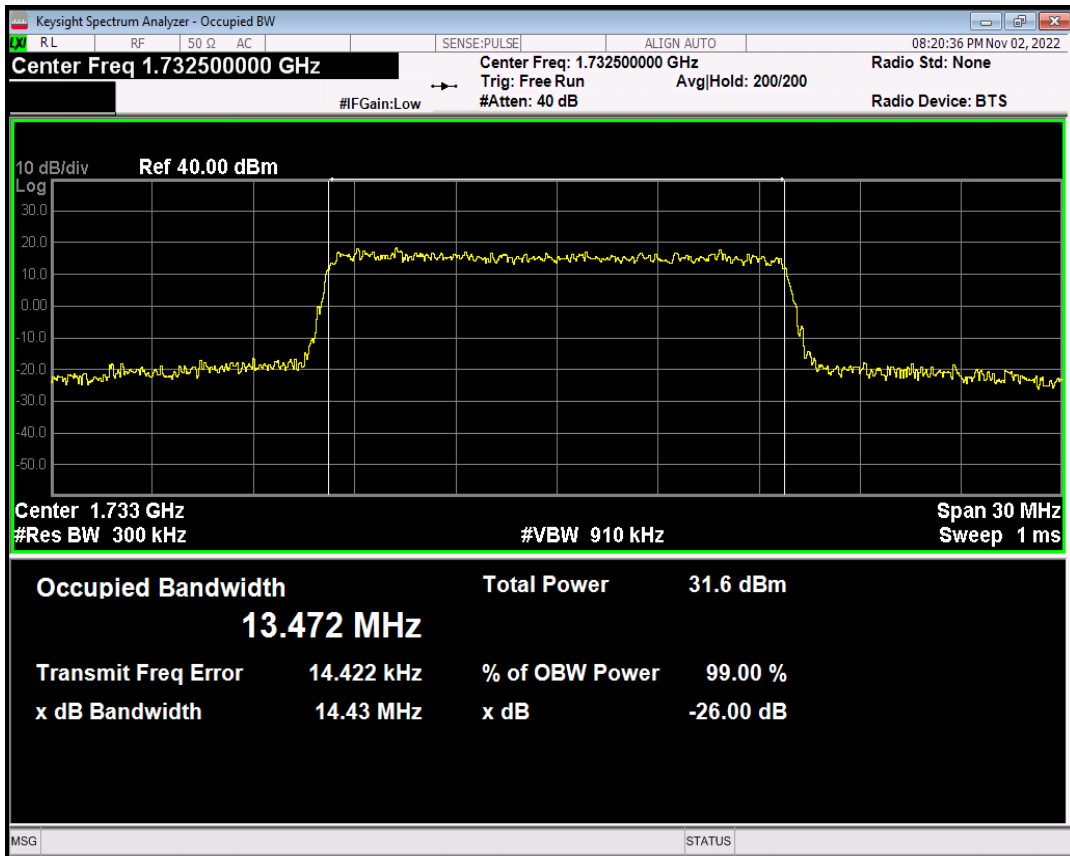 Keysight Spectrum Analyzer - Occupied BW
LXI RL RF 50 Ω AC SENSE:PULSE ALIGN AUTO 08:20:36 PM Nov 02, 2022
Center Freq 1.732500000 GHz Center Freq: 1.732500000 GHz Radio Std: None
Trig: Free Run Avg|Hold: 200/200
#IFGain:Low #Atten: 40 dB Radio Device: BTS
10 dB/div Ref 40.00 dBm
Log
30.0
20.0
10.0
0.00
-10.0
-20.0
-30.0
-40.0
-50.0
Center 1.733 GHz Span 30 MHz
#Res BW 300 kHz #VBW 910 kHz Sweep 1 ms
Occupied Bandwidth Total Power 31.6 dBm
13.472 MHz
Transmit Freq Error 14.422 kHz % of OBW Power 99.00 %
x dB Bandwidth 14.43 MHz x dB -26.00 dB
MSG STATUS